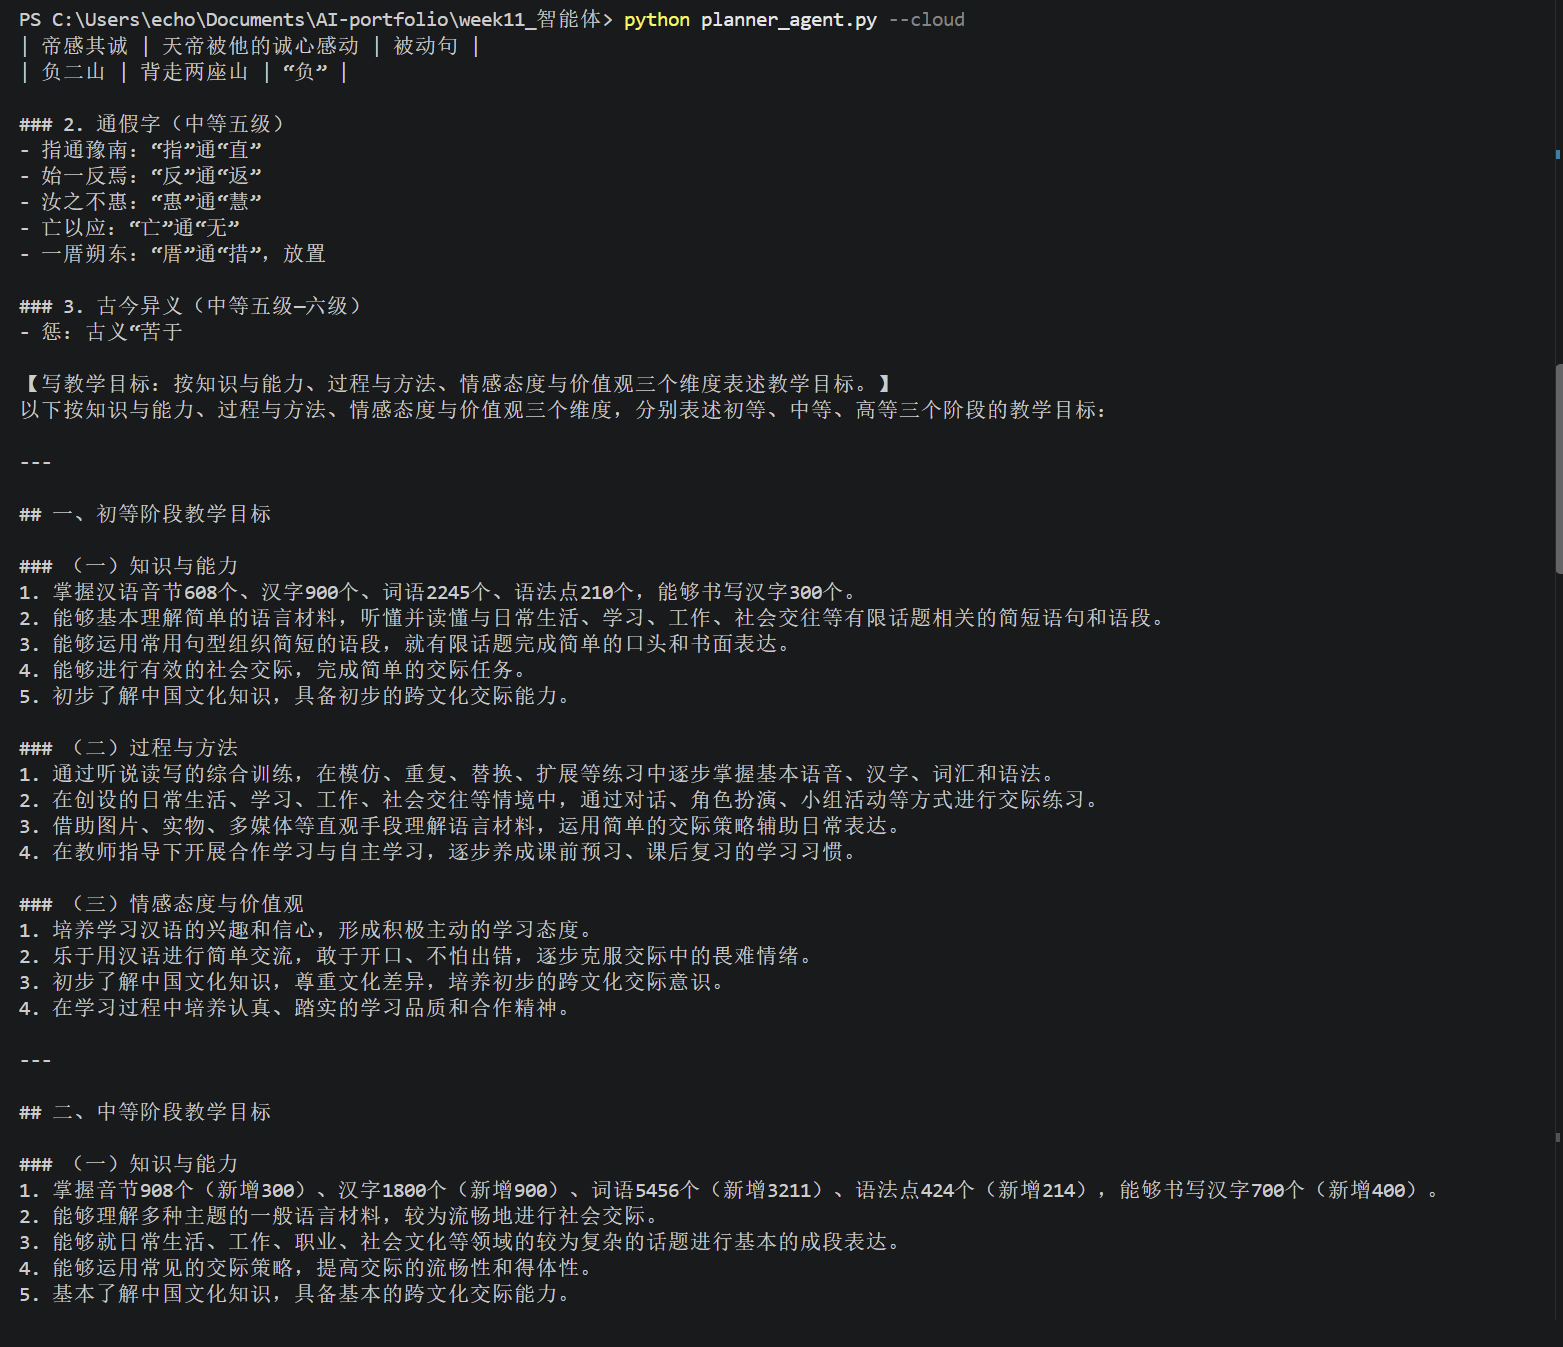 PS C:\Users\echo\Documents\AI-portfolio\week11_智能体> python planner_agent.py --cloud
| 帝感其诚 | 天帝被他的诚心感动 | 被动句 |
| 负二山 | 背走两座山 | “负” |
### 2. 通假字（中等五级）
- 指通豫南：“指”通“直”
- 始一反焉：“反”通“返”
- 汝之不惠：“惠”通“慧”
- 亡以应：“亡”通“无”
- 一厝朔东：“厝”通“措”，放置
### 3. 古今异义（中等五级—六级）
- 惩：古义“苦于
【写教学目标：按知识与能力、过程与方法、情感态度与价值观三个维度表述教学目标。】
以下按知识与能力、过程与方法、情感态度与价值观三个维度，分别表述初等、中等、高等三个阶段的教学目标：
---
## 一、初等阶段教学目标
### （一）知识与能力
1. 掌握汉语音节608个、汉字900个、词语2245个、语法点210个，能够书写汉字300个。
2. 能够基本理解简单的语言材料，听懂并读懂与日常生活、学习、工作、社会交往等有限话题相关的简短语句和语段。
3. 能够运用常用句型组织简短的语段，就有限话题完成简单的口头和书面表达。
4. 能够进行有效的社会交际，完成简单的交际任务。
5. 初步了解中国文化知识，具备初步的跨文化交际能力。
### （二）过程与方法
1. 通过听说读写的综合训练，在模仿、重复、替换、扩展等练习中逐步掌握基本语音、汉字、词汇和语法。
2. 在创设的日常生活、学习、工作、社会交往等情境中，通过对话、角色扮演、小组活动等方式进行交际练习。
3. 借助图片、实物、多媒体等直观手段理解语言材料，运用简单的交际策略辅助日常表达。
4. 在教师指导下开展合作学习与自主学习，逐步养成课前预习、课后复习的学习习惯。
### （三）情感态度与价值观
1. 培养学习汉语的兴趣和信心，形成积极主动的学习态度。
2. 乐于用汉语进行简单交流，敢于开口、不怕出错，逐步克服交际中的畏难情绪。
3. 初步了解中国文化知识，尊重文化差异，培养初步的跨文化交际意识。
4. 在学习过程中培养认真、踏实的学习品质和合作精神。
---
## 二、中等阶段教学目标
### （一）知识与能力
1. 掌握音节908个（新增300）、汉字1800个（新增900）、词语5456个（新增3211）、语法点424个（新增214），能够书写汉字700个（新增400）。
2. 能够理解多种主题的一般语言材料，较为流畅地进行社会交际。
3. 能够就日常生活、工作、职业、社会文化等领域的较为复杂的话题进行基本的成段表达。
4. 能够运用常见的交际策略，提高交际的流畅性和得体性。
5. 基本了解中国文化知识，具备基本的跨文化交际能力。